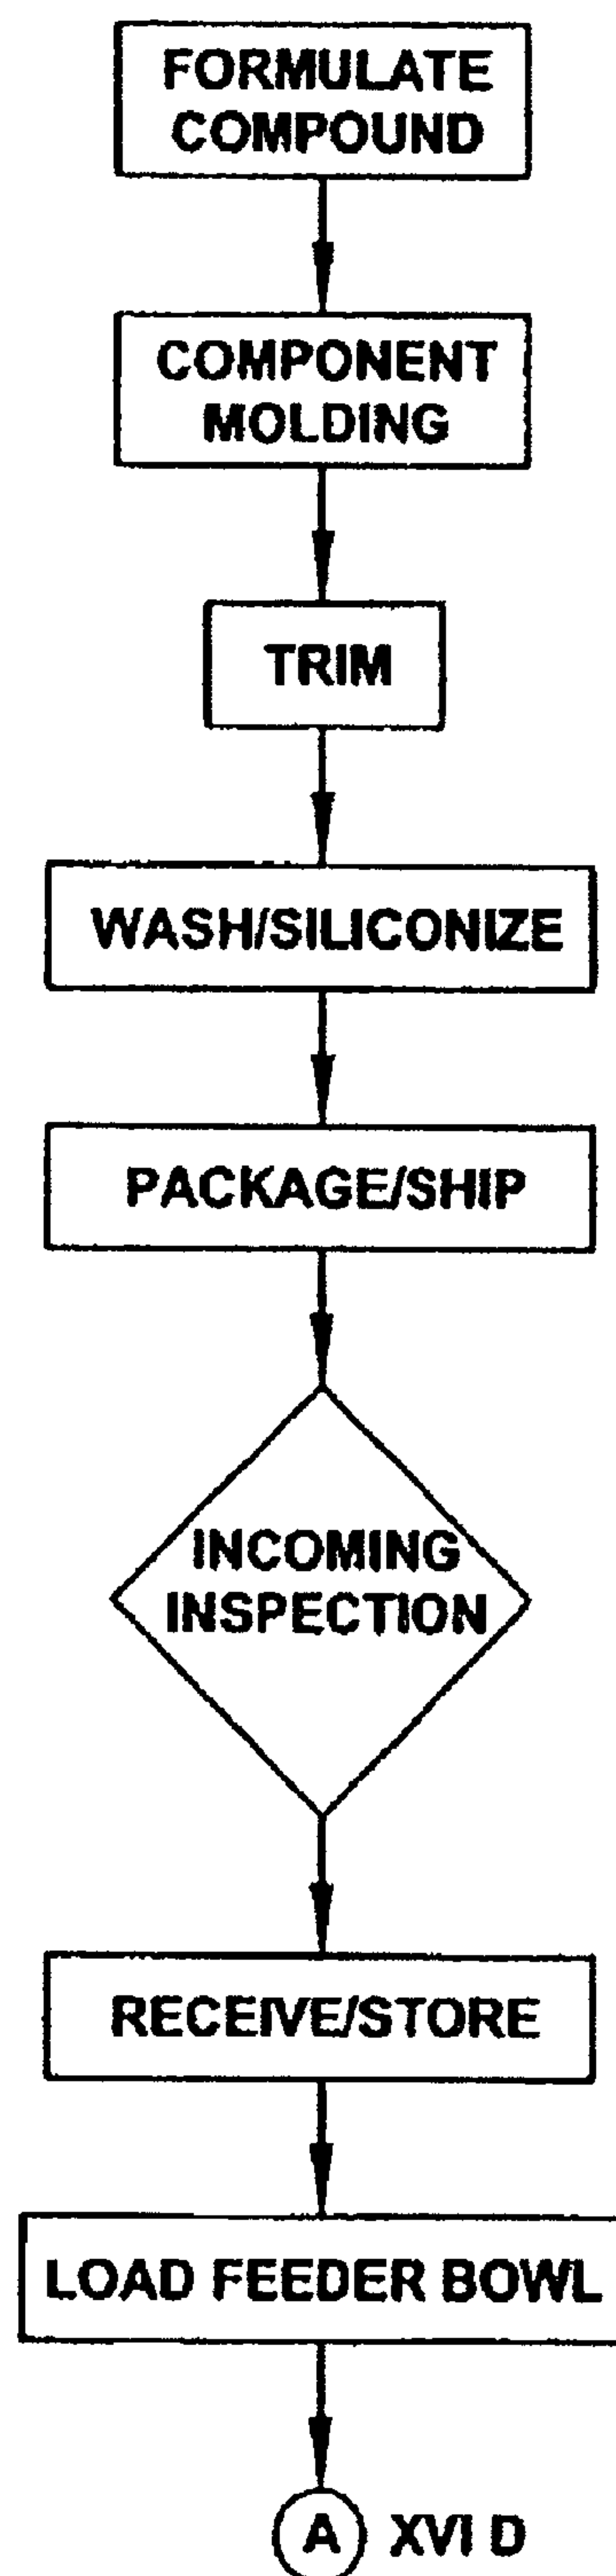 FORMULATE
COMPOUND
COMPONENT
MOLDING
TRIM
WASH/SILICONIZE
PACKAGE/SHIP
INCOMING
INSPECTION
RECEIVE/STORE
LOAD FEEDER BOWL
A XVI D